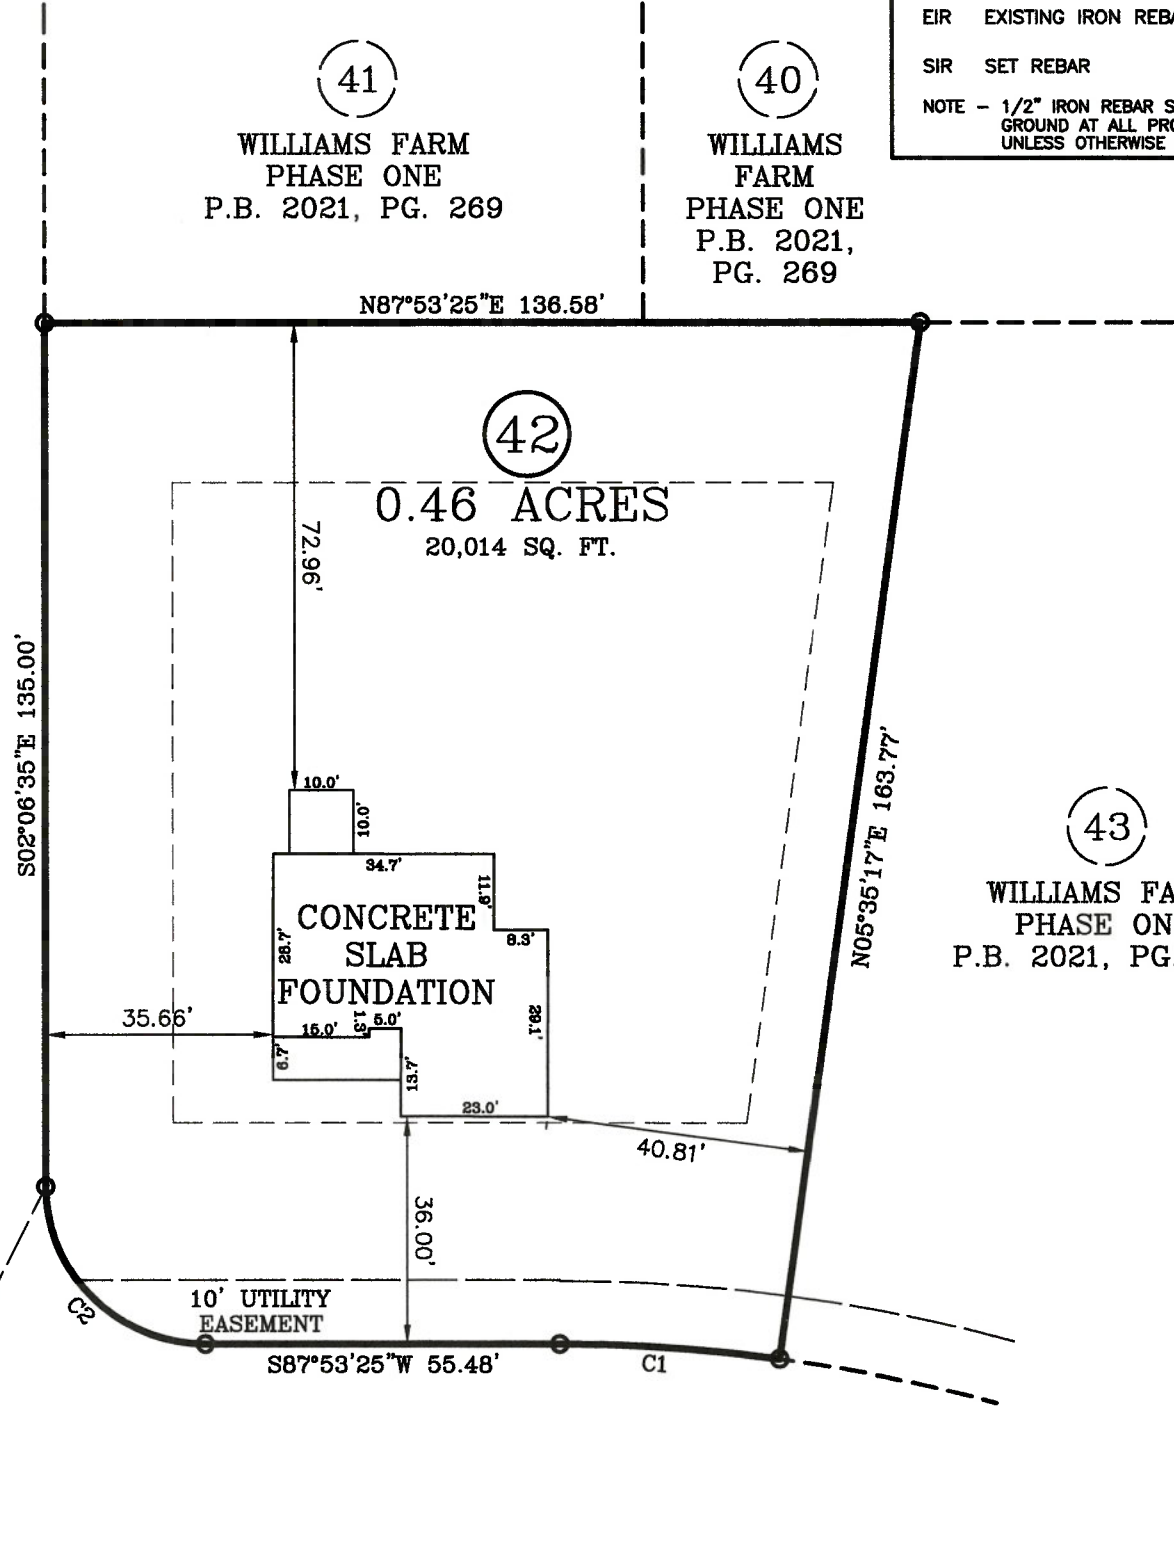 EIR EXISTING IRON REBA
SIR SET REBAR
NOTE - 1/2" IRON REBAR S
GROUND AT ALL PRO
UNLESS OTHERWISE
41
WILLIAMS FARM
PHASE ONE
P.B. 2021, PG. 269
40
WILLIAMS
FARM
PHASE ONE
P.B. 2021,
PG. 269
N87°53'25"E 136.58'
42
0.46 ACRES
20,014 SQ. FT.
72.96'
S02°06'35"E 135.00'
N05°35'17"E 163.77'
43
WILLIAMS FA
PHASE ON
P.B. 2021, PG.
10.0'
10.0'
34.7'
11.9'
8.3'
CONCRETE
SLAB
FOUNDATION
28.7'
29.1'
35.66'
15.0'
1.3'
5.0'
6.7'
13.7'
23.0'
40.81'
36.00'
10' UTILITY
EASEMENT
C2
S87°53'25"W 55.48'
C1